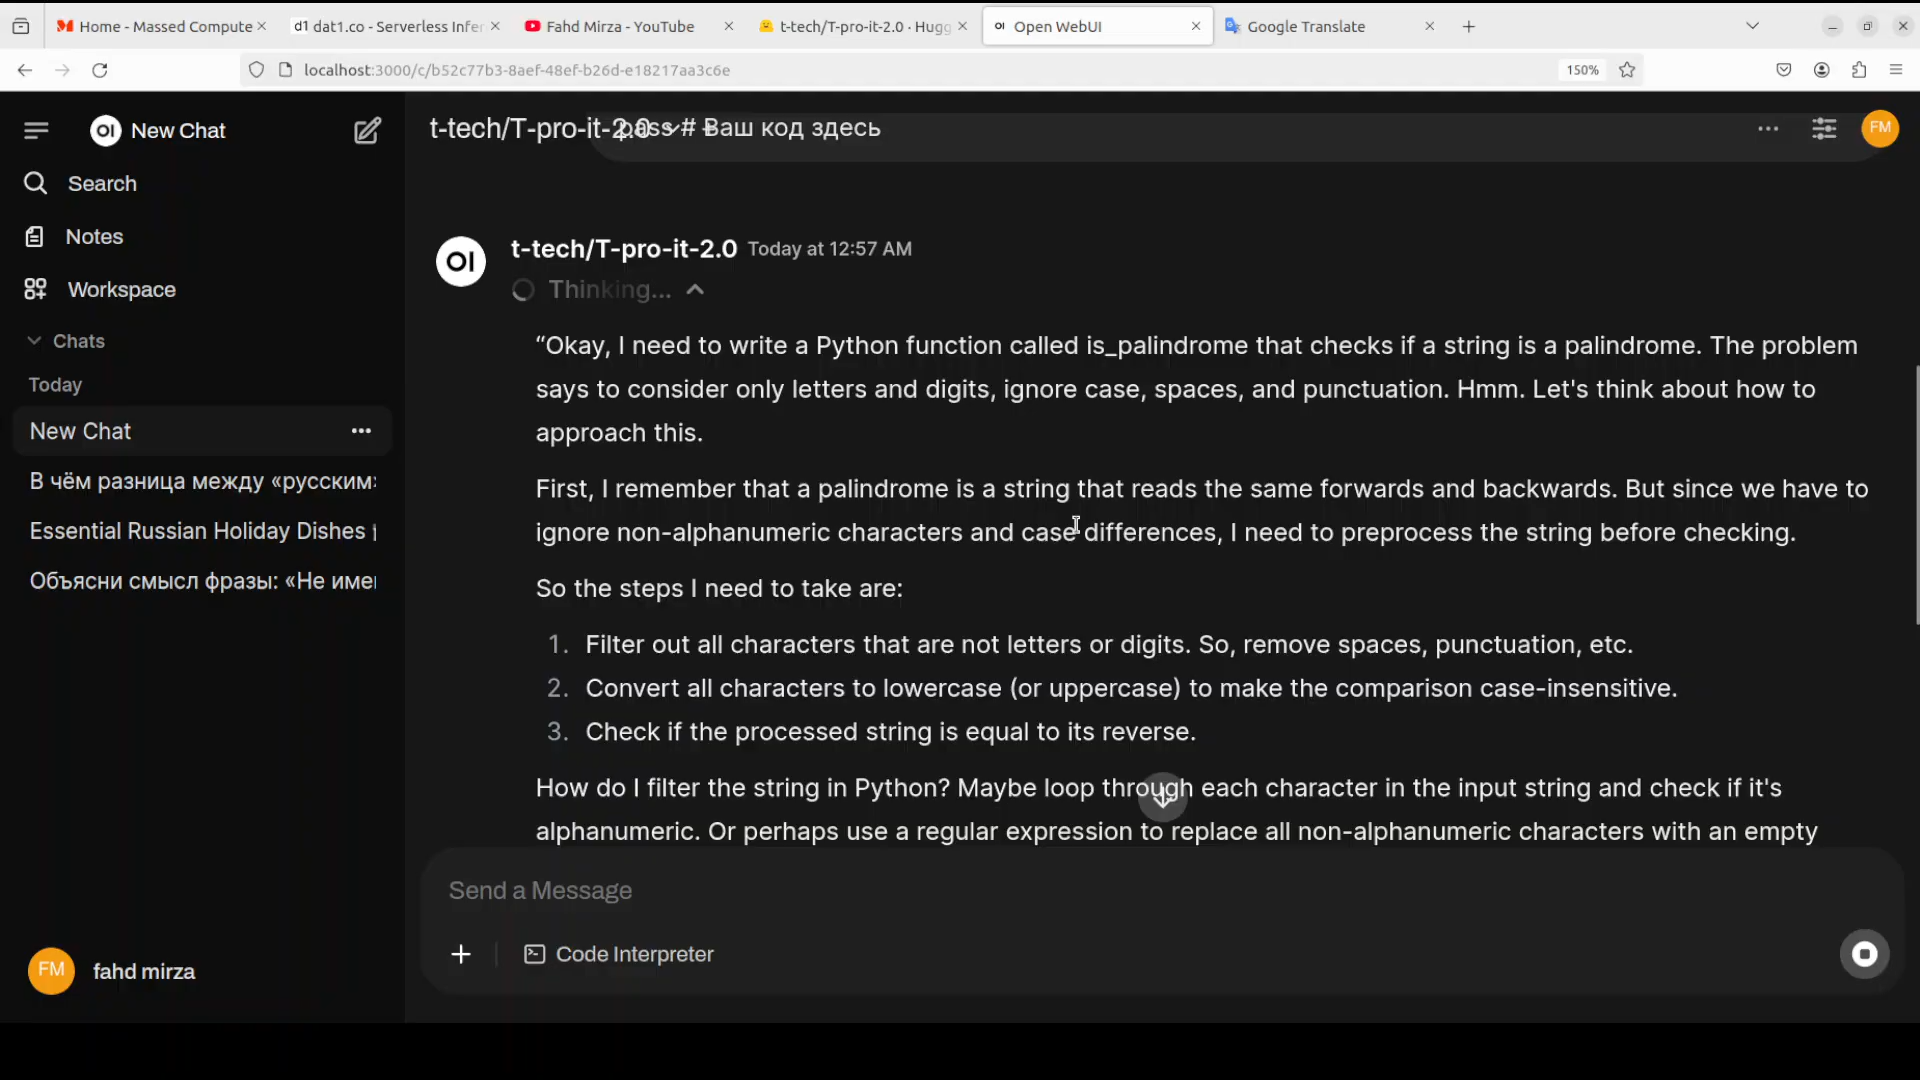 Home - Massed Compute
d1 dat1.co - Serverless Infer
Fahd Mirza - YouTube
t-tech/T-pro-it-2.0 · Hugg
OI Open WebUI
Google Translate
localhost:3000/c/b52c77b3-8aef-48ef-b26d-e18217aa3c6e
150%
OI New Chat
Search
Notes
Workspace
Chats
Today
New Chat
В чём разница между «русским»
Essential Russian Holiday Dishes
Объясни смысл фразы: «Не име
FM fahd mirza
t-tech/T-pro-it-2.0
pass # Ваш код здесь
FM
OI
t-tech/T-pro-it-2.0 Today at 12:57 AM
Thinking...
“Okay, I need to write a Python function called is_palindrome that checks if a string is a palindrome. The problem
says to consider only letters and digits, ignore case, spaces, and punctuation. Hmm. Let's think about how to
approach this.
First, I remember that a palindrome is a string that reads the same forwards and backwards. But since we have to
ignore non-alphanumeric characters and case differences, I need to preprocess the string before checking.
So the steps I need to take are:
1. Filter out all characters that are not letters or digits. So, remove spaces, punctuation, etc.
2. Convert all characters to lowercase (or uppercase) to make the comparison case-insensitive.
3. Check if the processed string is equal to its reverse.
How do I filter the string in Python? Maybe loop through each character in the input string and check if it's
alphanumeric. Or perhaps use a regular expression to replace all non-alphanumeric characters with an empty
Send a Message
Code Interpreter